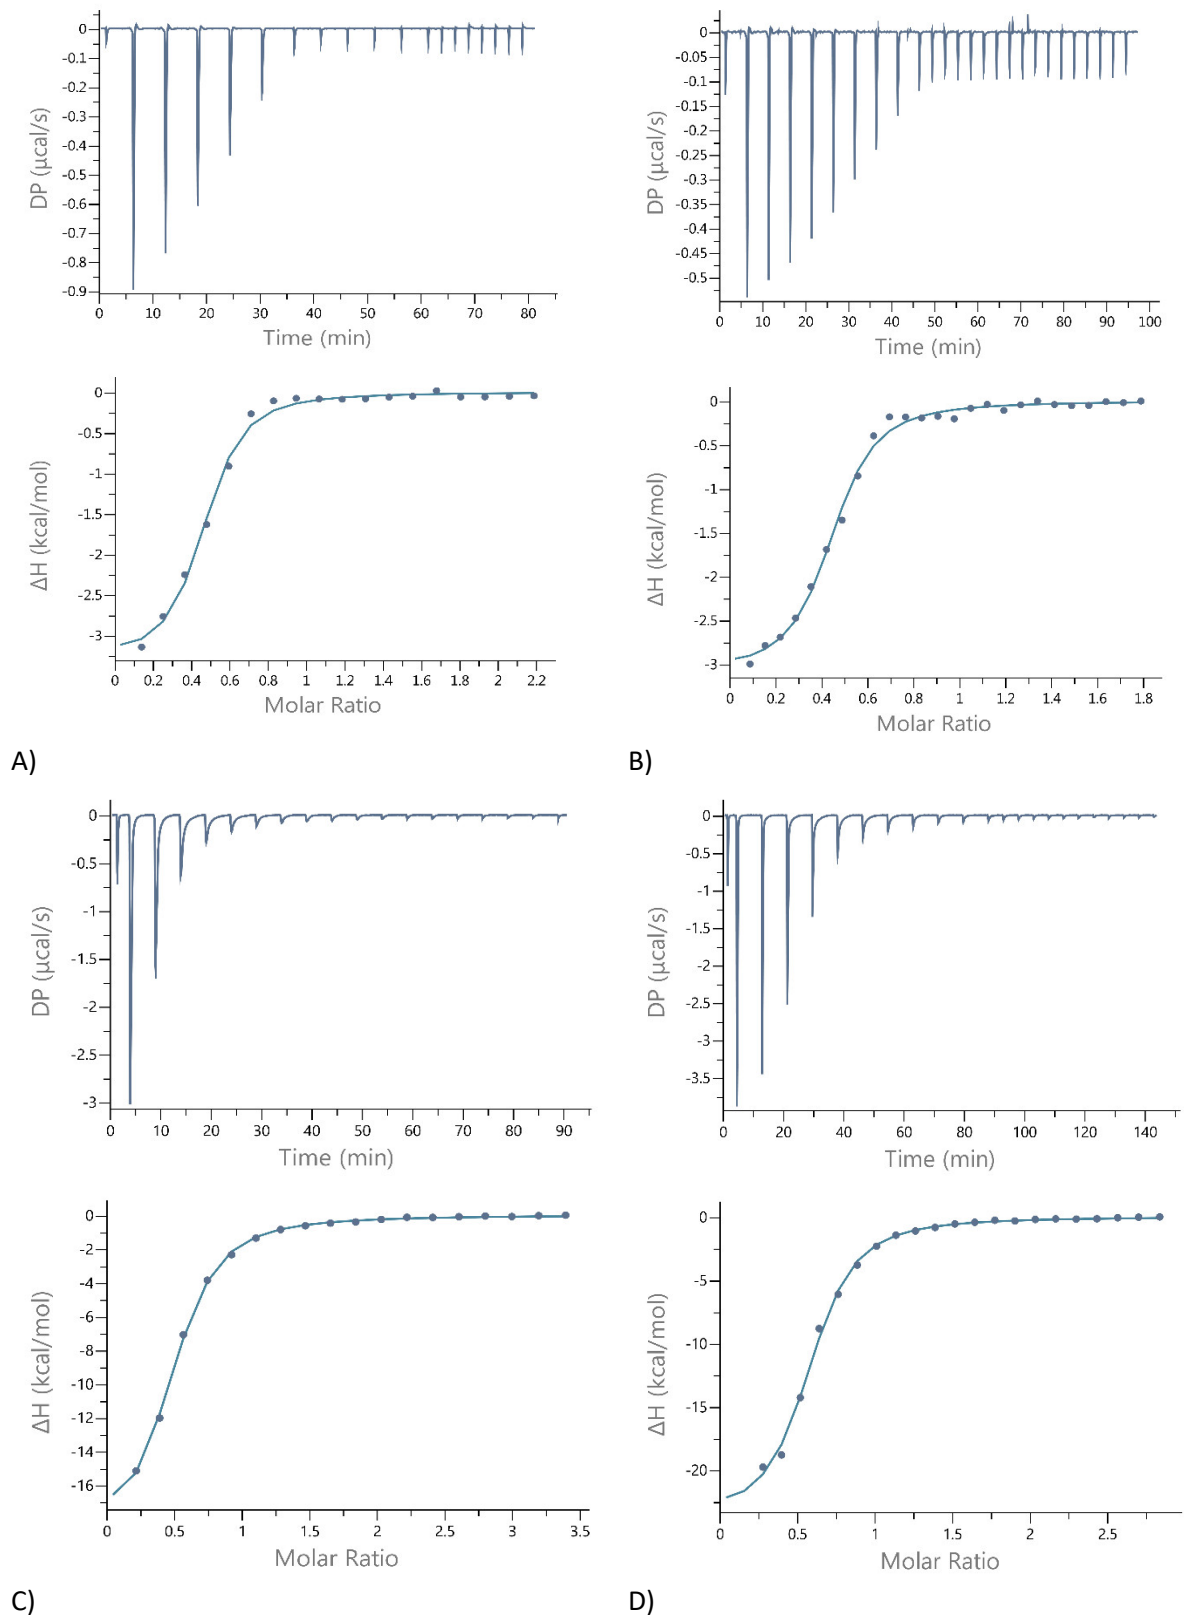 0
-0.1
-0.2
-0.3
-0.4
-0.5
-0.6
-0.7
-0.8
-0.9
DP (µcal/s)
0 10 20 30 40 50 60 70 80
Time (min)
0
-0.5
-1
-1.5
-2
-2.5
-3
ΔH (kcal/mol)
0 0.2 0.4 0.6 0.8 1 1.2 1.4 1.6 1.8 2 2.2
Molar Ratio
A)
0
-0.05
-0.1
-0.15
-0.2
-0.25
-0.3
-0.35
-0.4
-0.45
-0.5
DP (µcal/s)
0 10 20 30 40 50 60 70 80 90 100
Time (min)
0
-0.5
-1
-1.5
-2
-2.5
-3
ΔH (kcal/mol)
0 0.2 0.4 0.6 0.8 1 1.2 1.4 1.6 1.8
Molar Ratio
B)
0
-0.5
-1
-1.5
-2
-2.5
-3
DP (µcal/s)
0 10 20 30 40 50 60 70 80 90
Time (min)
0
-2
-4
-6
-8
-10
-12
-14
-16
ΔH (kcal/mol)
0 0.5 1 1.5 2 2.5 3 3.5
Molar Ratio
C)
0
-0.5
-1
-1.5
-2
-2.5
-3
-3.5
DP (µcal/s)
0 20 40 60 80 100 120 140
Time (min)
0
-5
-10
-15
-20
ΔH (kcal/mol)
0 0.5 1 1.5 2 2.5
Molar Ratio
D)